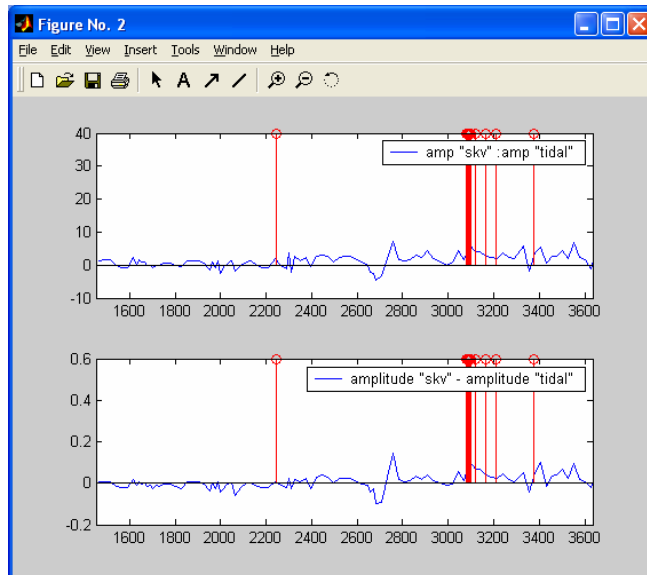 Figure No. 2
File Edit View Insert Tools Window Help
A
40
30
20
10
0
-10
amp "skv" :amp "tidal"
1600 1800 2000 2200 2400 2600 2800 3000 3200 3400 3600
0.6
0.4
0.2
0
-0.2
amplitude "skv" - amplitude "tidal"
1600 1800 2000 2200 2400 2600 2800 3000 3200 3400 3600